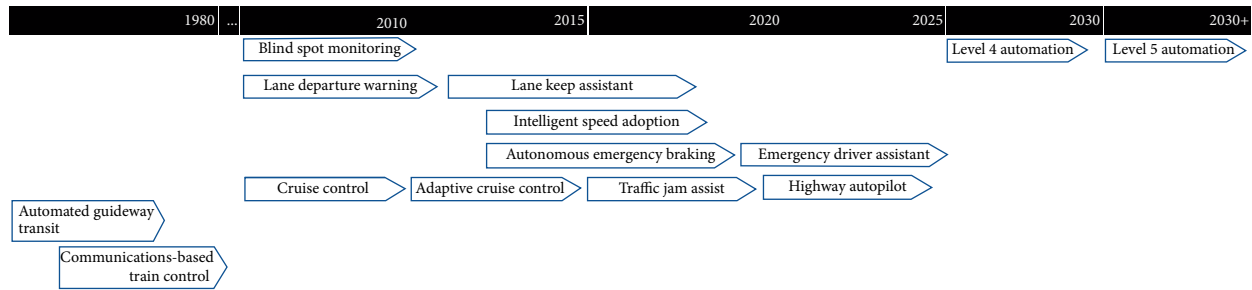 1980 ... 2010 2015 2020 2025 2030 2030+
Blind spot monitoring Level 4 automation Level 5 automation
Lane departure warning Lane keep assistant
Intelligent speed adoption
Autonomous emergency braking Emergency driver assistant
Cruise control Adaptive cruise control Traffic jam assist Highway autopilot
Automated guideway
transit
Communications-based
train control